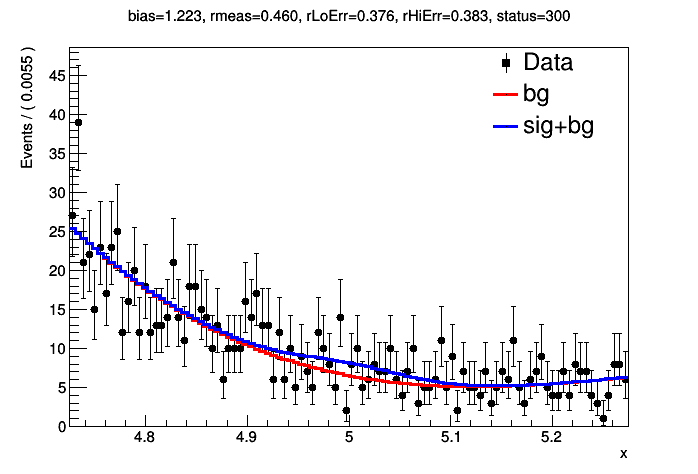 bias=1.223, rmeas=0.460, rLoErr=0.376, rHiErr=0.383, status=300
Events / ( 0.0055 )
45
40
35
30
25
20
15
10
5
0
Data
bg
sig+bg
4.8 4.9 5 5.1 5.2
x